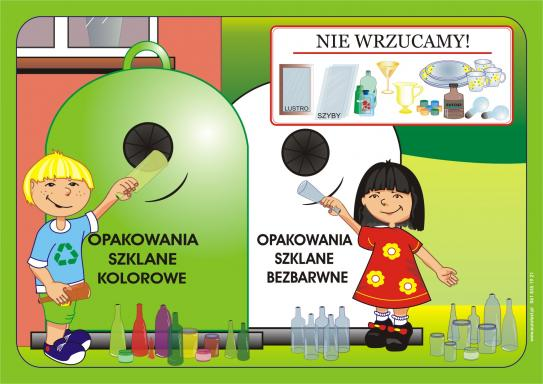 NIE WRZUCAMY!
LUSTRO
SZYBY
OPAKOWANIA
SZKLANE
KOLOROWE
OPAKOWANIA
SZKLANE
BEZBARWNE